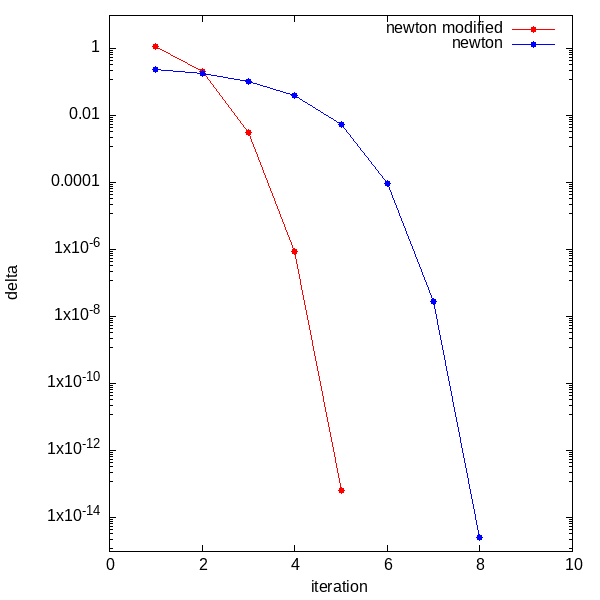 newton modified
newton
1
0.01
0.0001
1x10^-6
1x10^-8
1x10^-10
1x10^-12
1x10^-14
delta
0 2 4 6 8 10
iteration